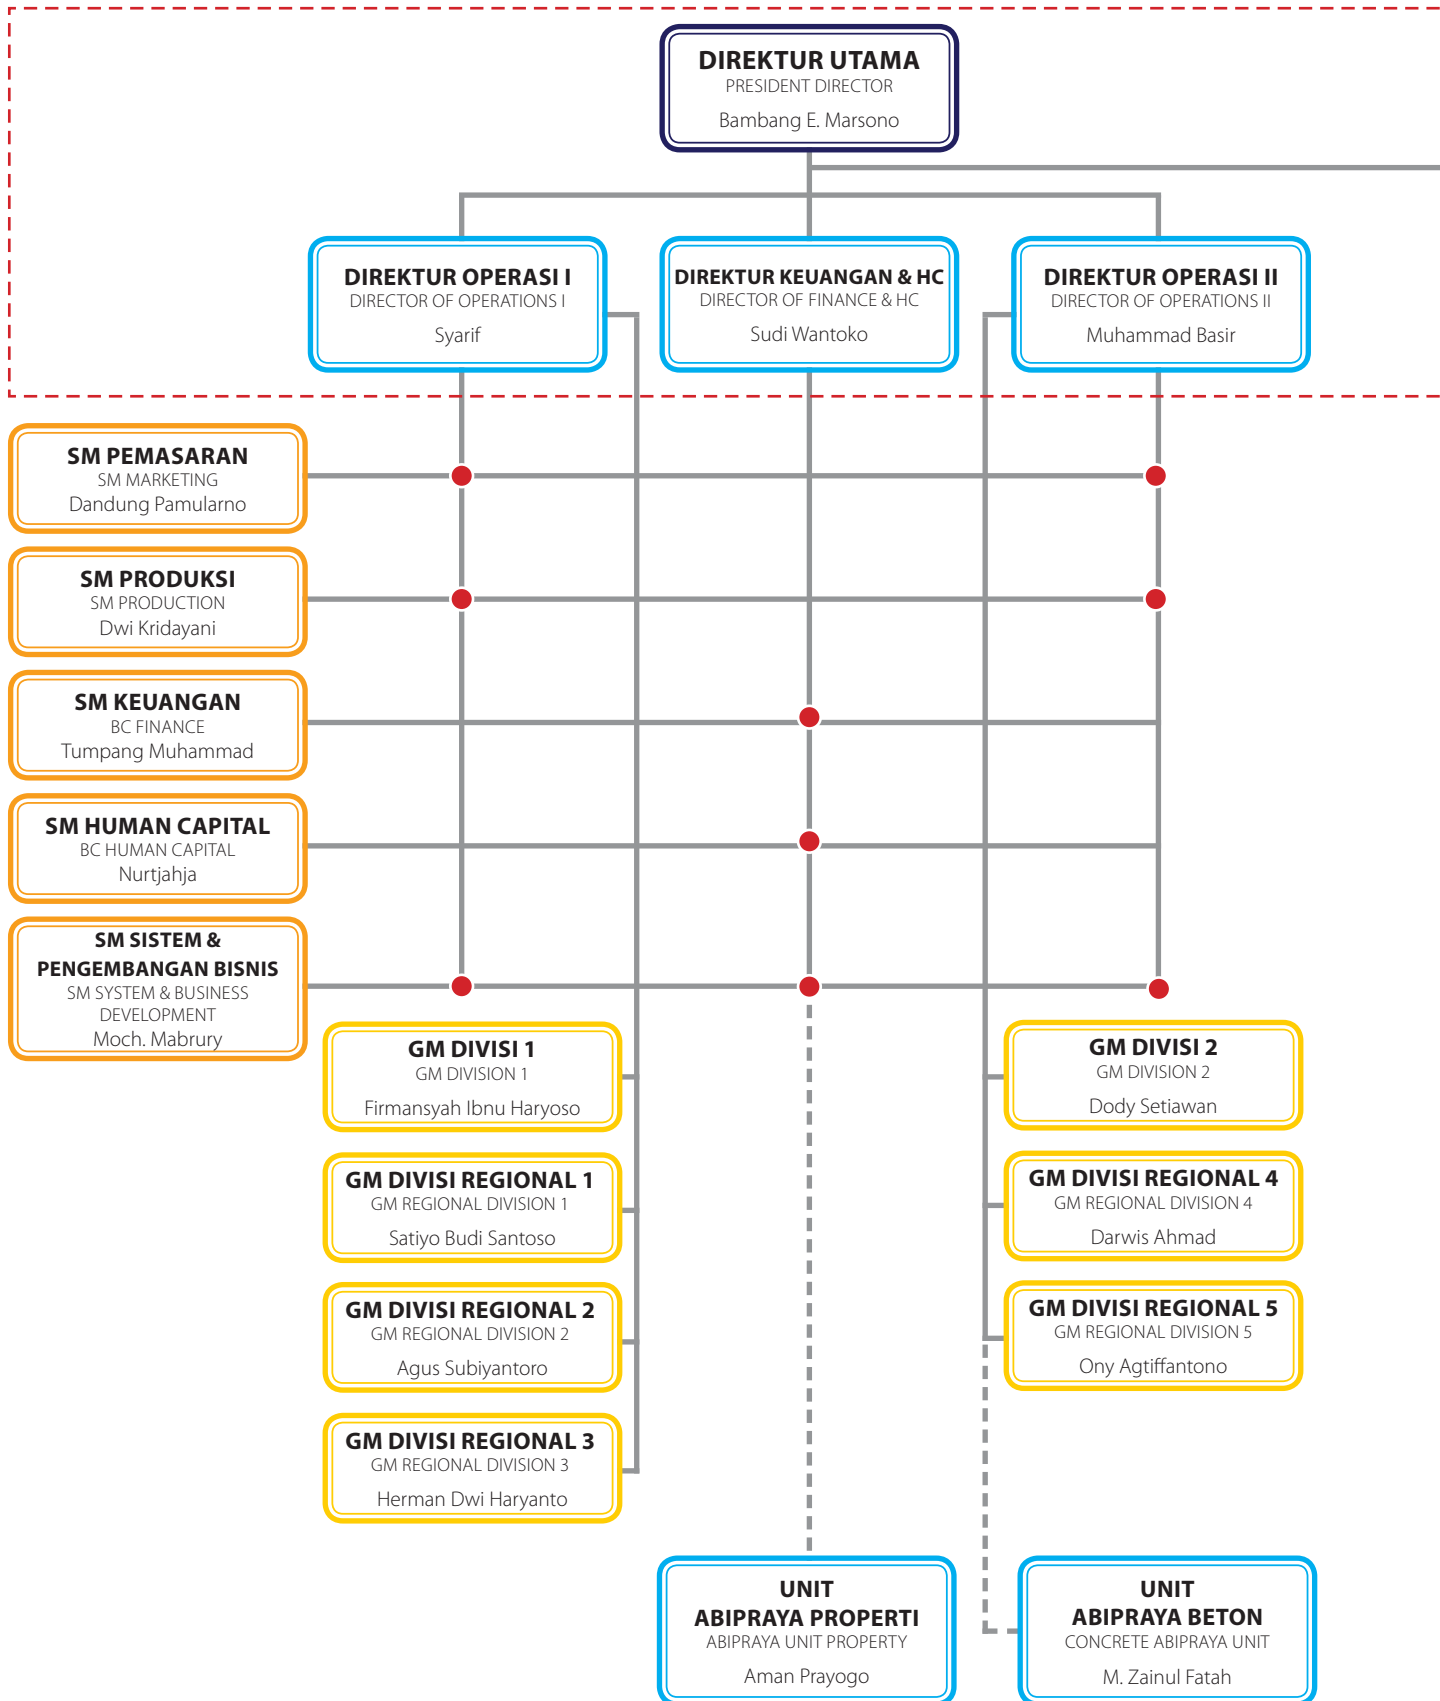 DIREKTUR UTAMA
PRESIDENT DIRECTOR
Bambang E. Marsono
DIREKTUR OPERASI I
DIRECTOR OF OPERATIONS I
Syarif
DIREKTUR KEUANGAN & HC
DIRECTOR OF FINANCE & HC
Sudi Wantoko
DIREKTUR OPERASI II
DIRECTOR OF OPERATIONS II
Muhammad Basir
SM PEMASARAN
SM MARKETING
Dandung Pamularno
SM PRODUKSI
SM PRODUCTION
Dwi Kridayani
SM KEUANGAN
BC FINANCE
Tumpang Muhammad
SM HUMAN CAPITAL
BC HUMAN CAPITAL
Nurtjahja
SM SISTEM &
PENGEMBANGAN BISNIS
SM SYSTEM & BUSINESS
DEVELOPMENT
Moch. Mabrury
GM DIVISI 1
GM DIVISION 1
Firmansyah Ibnu Haryoso
GM DIVISI REGIONAL 1
GM REGIONAL DIVISION 1
Satiyo Budi Santoso
GM DIVISI REGIONAL 2
GM REGIONAL DIVISION 2
Agus Subiyantoro
GM DIVISI REGIONAL 3
GM REGIONAL DIVISION 3
Herman Dwi Haryanto
GM DIVISI 2
GM DIVISION 2
Dody Setiawan
GM DIVISI REGIONAL 4
GM REGIONAL DIVISION 4
Darwis Ahmad
GM DIVISI REGIONAL 5
GM REGIONAL DIVISION 5
Ony Agtiffantono
UNIT
ABIPRAYA PROPERTI
ABIPRAYA UNIT PROPERTY
Aman Prayogo
UNIT
ABIPRAYA BETON
CONCRETE ABIPRAYA UNIT
M. Zainul Fatah